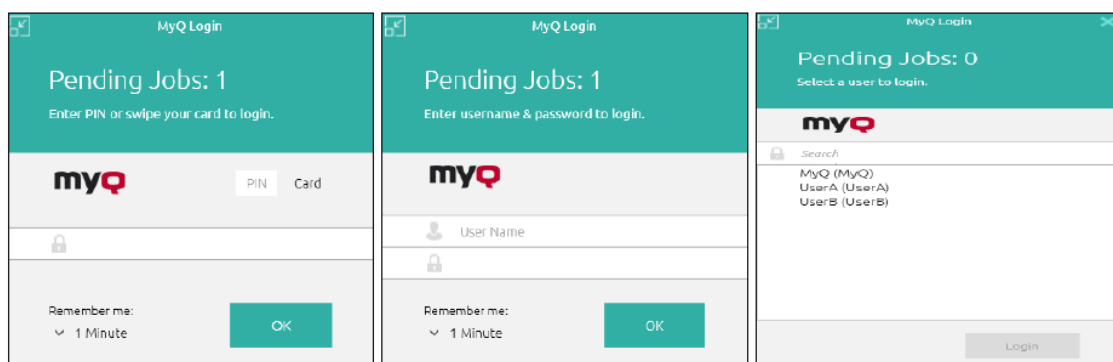 MyQ Login
Pending Jobs: 1
Enter PIN or swipe your card to login.
myQ
PIN Card
Remember me:
1 Minute
OK
MyQ Login
Pending Jobs: 1
Enter username & password to login.
myQ
User Name
Remember me:
1 Minute
OK
MyQ Login
Pending Jobs: 0
Select a user to login.
myQ
Search
MyQ (MyQ)
UserA (UserA)
UserB (UserB)
Login